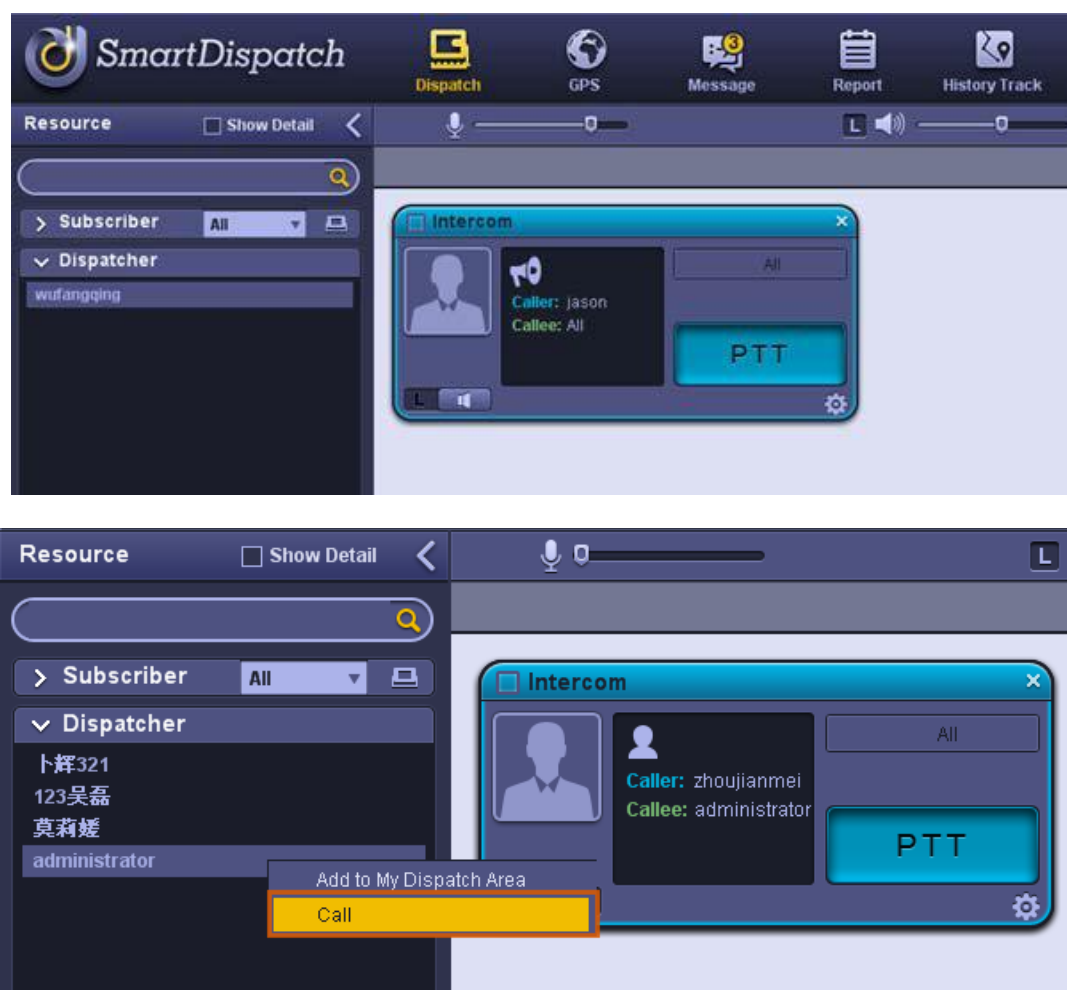 SmartDispatch
Dispatch
GPS
3
Message
Report
History Track
Resource
Show Detail
L
Subscriber
All
Dispatcher
wufangqing
Intercom
Caller: jason
Callee: All
All
PTT
L
Resource
Show Detail
L
Subscriber
All
Dispatcher
卜辉321
123吴磊
莫莉媛
administrator
Add to My Dispatch Area
Call
Intercom
Caller: zhoujianmei
Callee: administrator
All
PTT